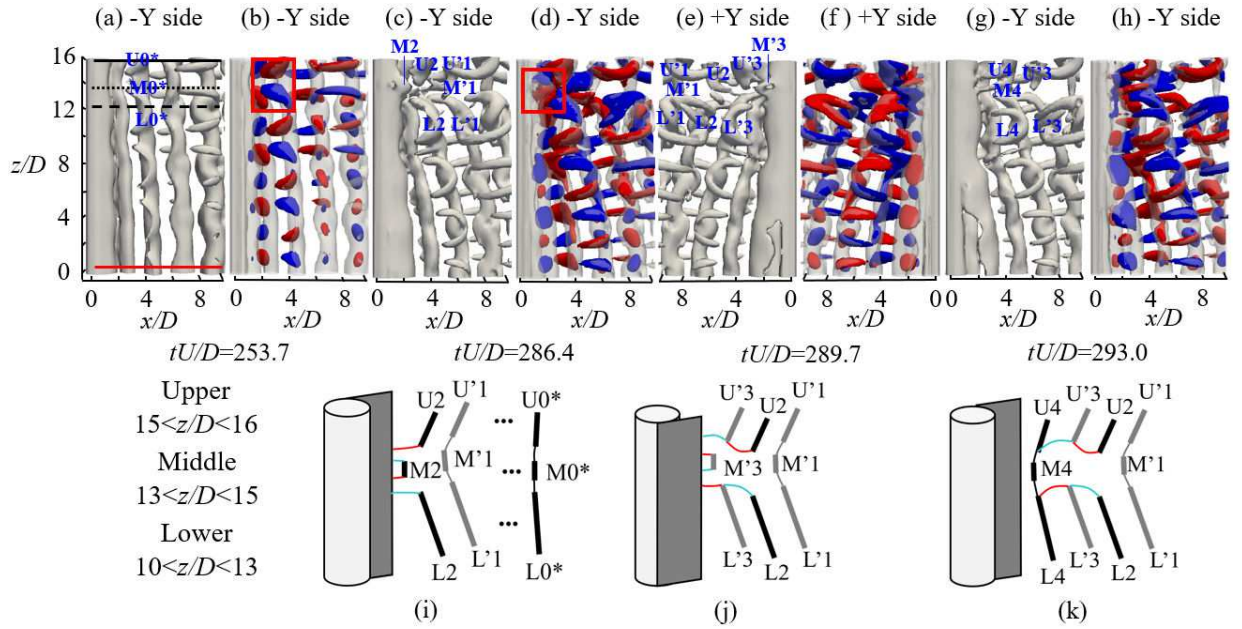 (a) -Y side (b) -Y side (c) -Y side (d) -Y side (e) +Y side (f ) +Y side (g) -Y side (h) -Y side
M2 M'3
16 U0* U2 U'1 U'1 U2 U'3 U4 U'3
M0* M'1 M'1 M4
12
L0* L2 L'1 L'1 L2 L'3 L4 L'3
z/D 8
4
0
0 4 8 0 4 8 0 4 8 0 4 8 8 4 0 8 4 0 0 4 8 0 4 8
x/D x/D x/D x/D x/D x/D x/D x/D
tU/D=253.7 tU/D=286.4 tU/D=289.7 tU/D=293.0
Upper
15<z/D<16
Middle
13<z/D<15
Lower
10<z/D<13
U2 U'1 ... U0*
M2 M'1 ... M0*
...
L2 L'1 L0*
(i)
U'3 U2 U'1
M'3 M'1
L'3 L2 L'1
(j)
U4 U'3 U2 U'1
M4 M'1
L4 L'3 L2 L'1
(k)